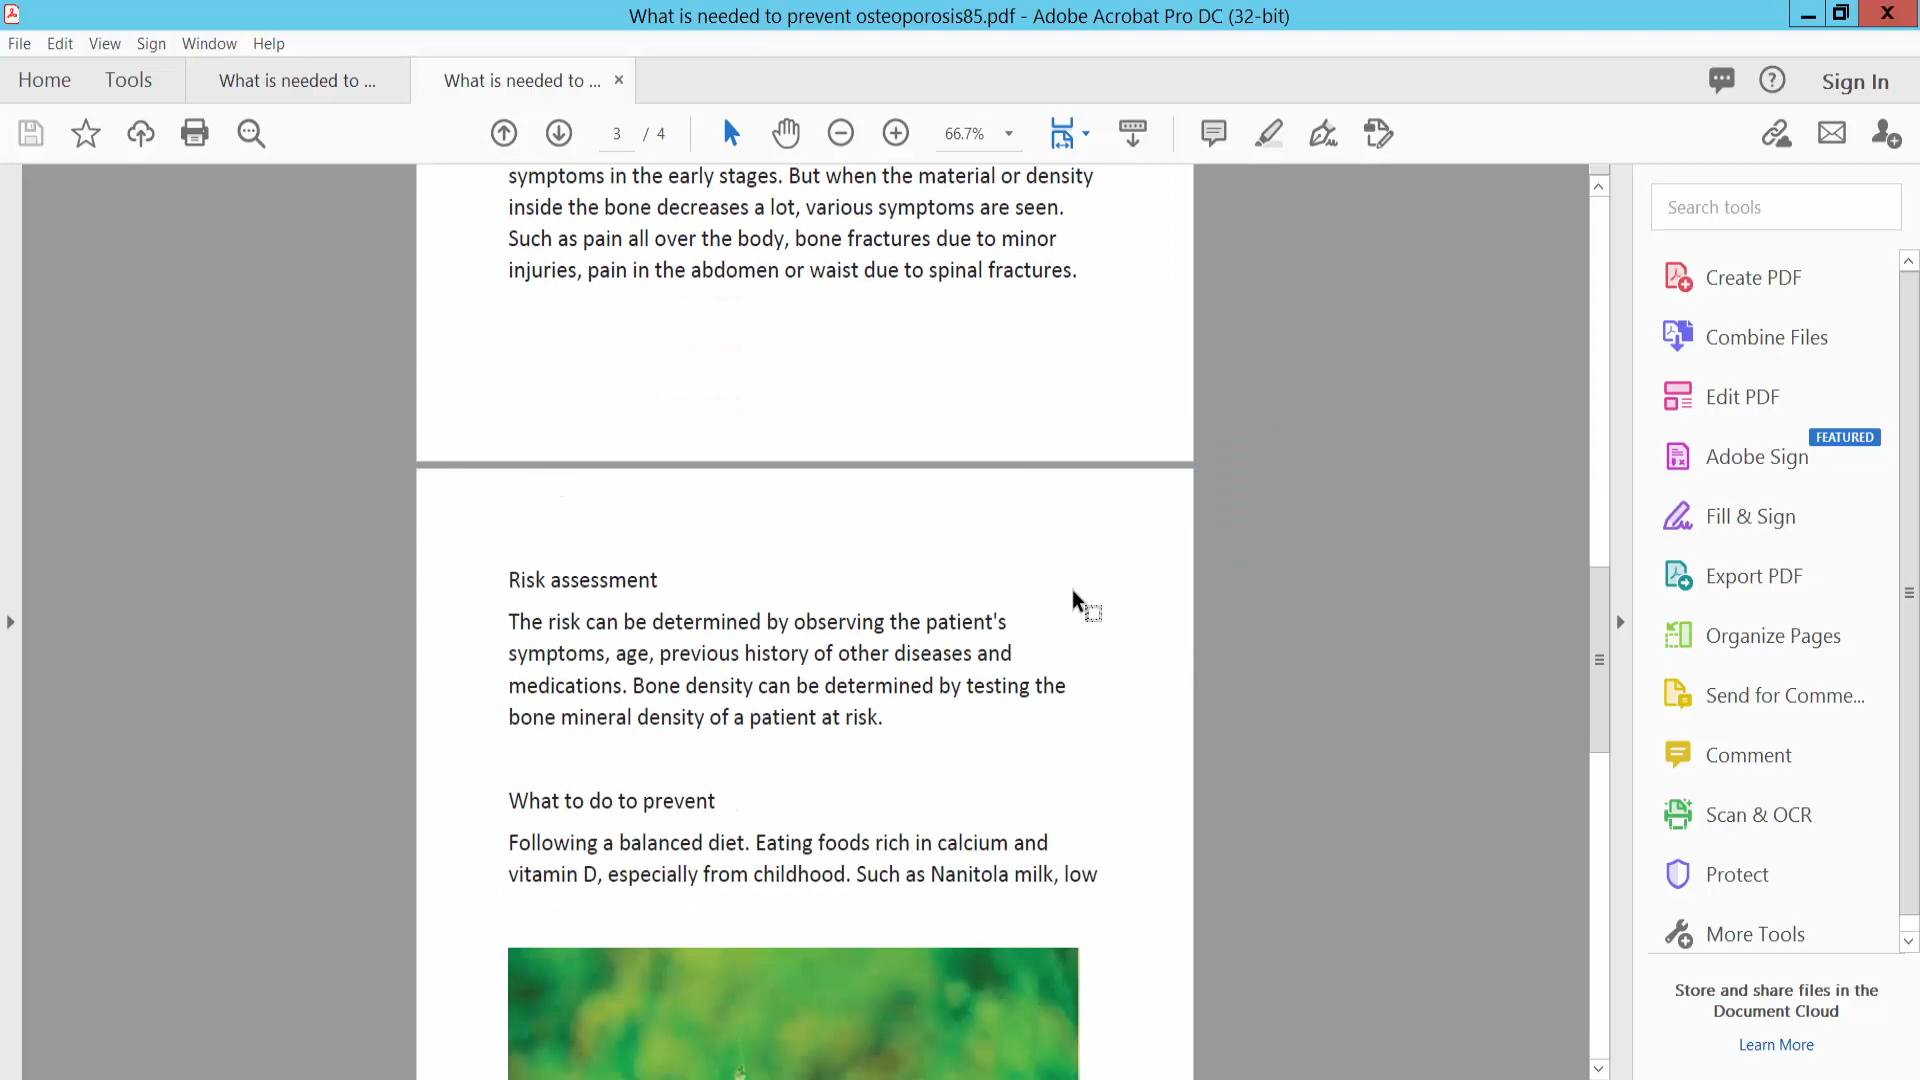 What is needed to prevent osteoporosis85.pdf - Adobe Acrobat Pro DC (32-bit)
File Edit View Sign Window Help
Home Tools What is needed to ... What is needed to ... × Sign In
3 / 4 66.7%
symptoms in the early stages. But when the material or density
inside the bone decreases a lot, various symptoms are seen.
Such as pain all over the body, bone fractures due to minor
injuries, pain in the abdomen or waist due to spinal fractures.
Risk assessment
The risk can be determined by observing the patient's
symptoms, age, previous history of other diseases and
medications. Bone density can be determined by testing the
bone mineral density of a patient at risk.
What to do to prevent
Following a balanced diet. Eating foods rich in calcium and
vitamin D, especially from childhood. Such as Nanitola milk, low
Search tools
Create PDF
Combine Files
Edit PDF
FEATURED
Adobe Sign
Fill & Sign
Export PDF
Organize Pages
Send for Comme...
Comment
Scan & OCR
Protect
More Tools
Store and share files in the
Document Cloud
Learn More